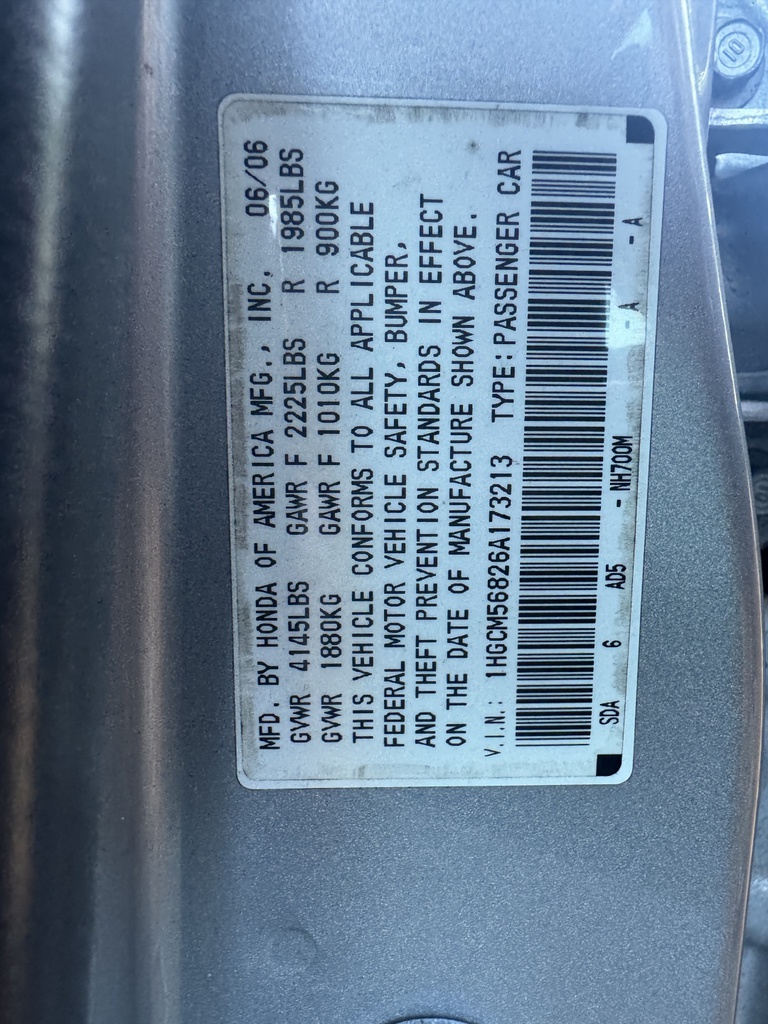 MFD. BY HONDA OF AMERICA MFG., INC. 06/06
GVWR 4145LBS GAWR F 2225LBS R 1985LBS
GVWR 1880KG GAWR F 1010KG R 900KG
THIS VEHICLE CONFORMS TO ALL APPLICABLE
FEDERAL MOTOR VEHICLE SAFETY, BUMPER,
AND THEFT PREVENTION STANDARDS IN EFFECT
ON THE DATE OF MANUFACTURE SHOWN ABOVE.
V.I.N.: 1HGCM56826A173213 TYPE:PASSENGER CAR
SDA 6 AD5 - NH700M A - A
10